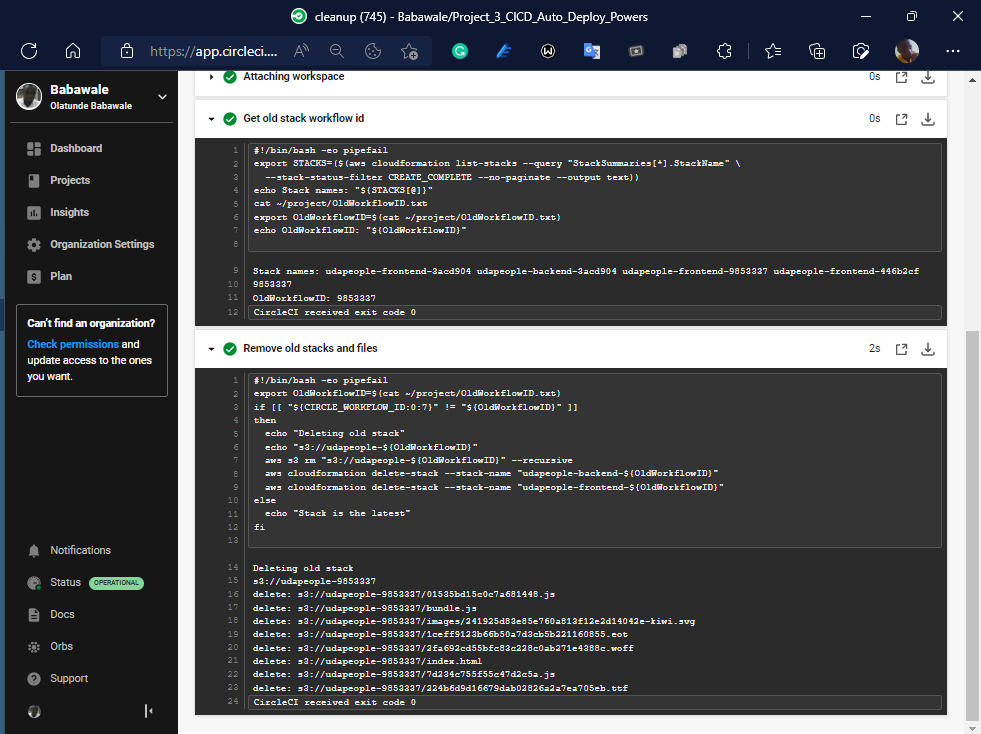 cleanup (745) - Babawale/Project_3_CICD_Auto_Deploy_Powers
https://app.circleci....
Babawale
Olatunde Babawale
Dashboard
Projects
Insights
Organization Settings
Plan
Can't find an organization?
Check permissions and
update access to the ones
you want.
Notifications
Status OPERATIONAL
Docs
Orbs
Support
Attaching workspace 0s
Get old stack workflow id 0s
1 #!/bin/bash -eo pipefail
2 export STACKS=($(aws cloudformation list-stacks --query "StackSummaries[*].StackName" \
3 --stack-status-filter CREATE_COMPLETE --no-paginate --output text))
4 echo Stack names: "${STACKS[@]}"
5 cat ~/project/OldWorkflowID.txt
6 export OldWorkflowID=$(cat ~/project/OldWorkflowID.txt)
7 echo OldWorkflowID: "${OldWorkflowID}"
8
9 Stack names: udapeople-frontend-3acd904 udapeople-backend-3acd904 udapeople-frontend-9853337 udapeople-frontend-446b2cf
10 9853337
11 OldWorkflowID: 9853337
12 CircleCI received exit code 0
Remove old stacks and files 2s
1 #!/bin/bash -eo pipefail
2 export OldWorkflowID=$(cat ~/project/OldWorkflowID.txt)
3 if [[ "${CIRCLE_WORKFLOW_ID:0:7}" != "${OldWorkflowID}" ]]
4 then
5 echo "Deleting old stack"
6 echo "s3://udapeople-${OldWorkflowID}"
7 aws s3 rm "s3://udapeople-${OldWorkflowID}" --recursive
8 aws cloudformation delete-stack --stack-name "udapeople-backend-${OldWorkflowID}"
9 aws cloudformation delete-stack --stack-name "udapeople-frontend-${OldWorkflowID}"
10 else
11 echo "Stack is the latest"
12 fi
13
14 Deleting old stack
15 s3://udapeople-9853337
16 delete: s3://udapeople-9853337/01535bd15c0c7a681448.js
17 delete: s3://udapeople-9853337/bundle.js
18 delete: s3://udapeople-9853337/images/241925d83e85e760a813f12e2d14042e-kiwi.svg
19 delete: s3://udapeople-9853337/1ceff9123b66b50a7d3cb5b221160855.eot
20 delete: s3://udapeople-9853337/2fa692cd55bfc83c228c0ab271e4388c.woff
21 delete: s3://udapeople-9853337/index.html
22 delete: s3://udapeople-9853337/7d234c755f55c47d2c5a.js
23 delete: s3://udapeople-9853337/224b6d9d16679dab02826a2a7ea705eb.ttf
24 CircleCI received exit code 0